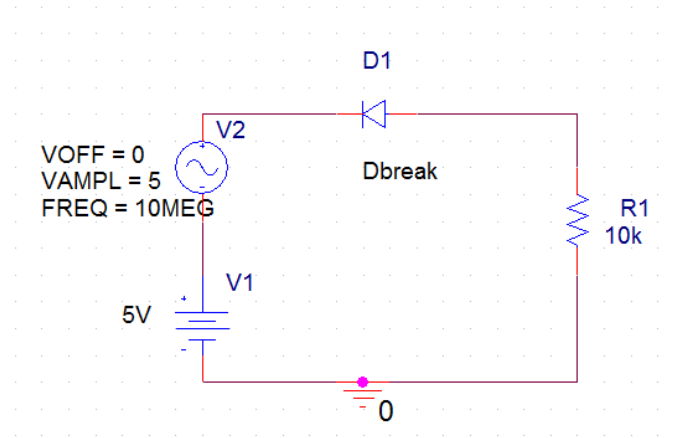 D1
V2
VOFF = 0
VAMPL = 5
FREQ = 10MEG
Dbreak
R1
10k
V1
5V
+
-
+
-
0